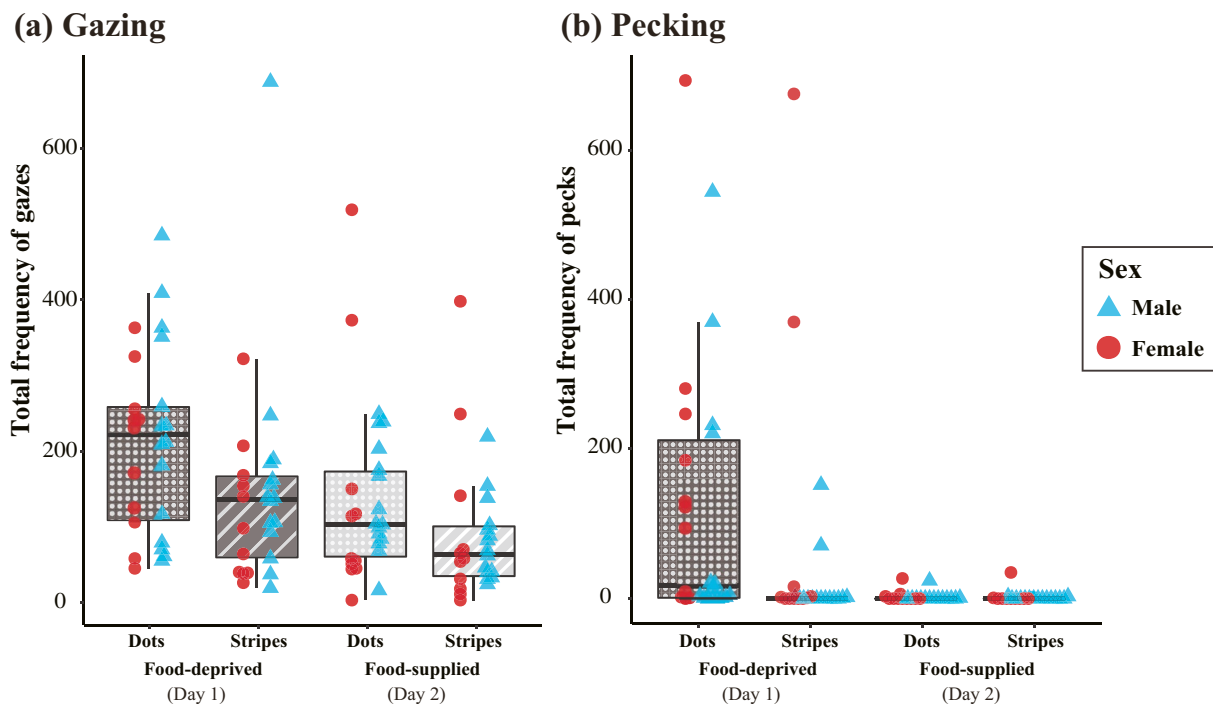 (a) Gazing
Total frequency of gazes
600
400
200
0
Dots
Stripes
Dots
Stripes
Food-deprived
Food-supplied
(Day 1)
(Day 2)
(b) Pecking
Total frequency of pecks
600
400
200
0
Dots
Stripes
Dots
Stripes
Food-deprived
Food-supplied
(Day 1)
(Day 2)
Sex
Male
Female